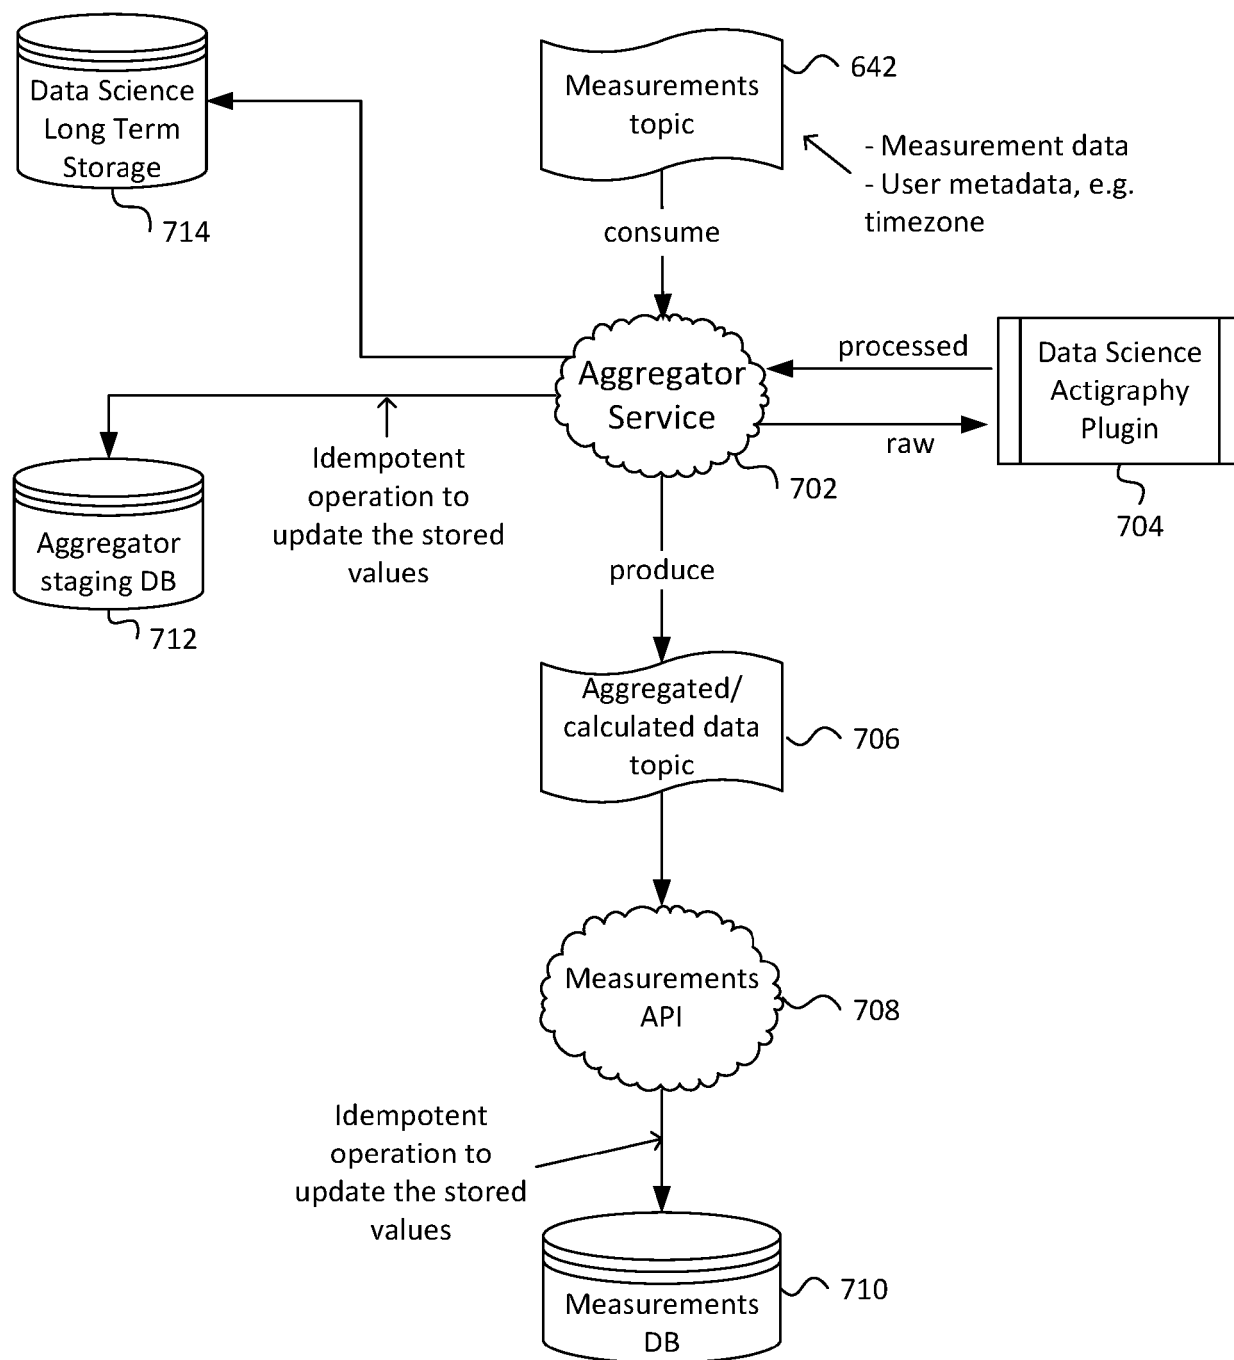 Data Science
Long Term
Storage
714
Measurements
topic
642
- Measurement data
- User metadata, e.g.
timezone
consume
Aggregator
Service
702
processed
raw
Data Science
Actigraphy
Plugin
704
Idempotent
operation to
update the stored
values
Aggregator
staging DB
712
produce
Aggregated/
calculated data
topic
706
Measurements
API
708
Idempotent
operation to
update the stored
values
Measurements
DB
710